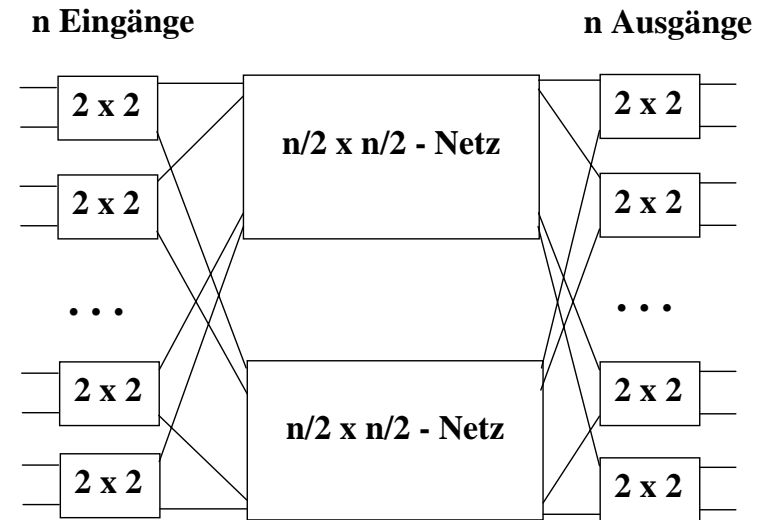 n Eingänge
n Ausgänge
2 x 2
2 x 2
n/2 x n/2 - Netz
2 x 2
2 x 2
. . .
. . .
2 x 2
2 x 2
n/2 x n/2 - Netz
2 x 2
2 x 2